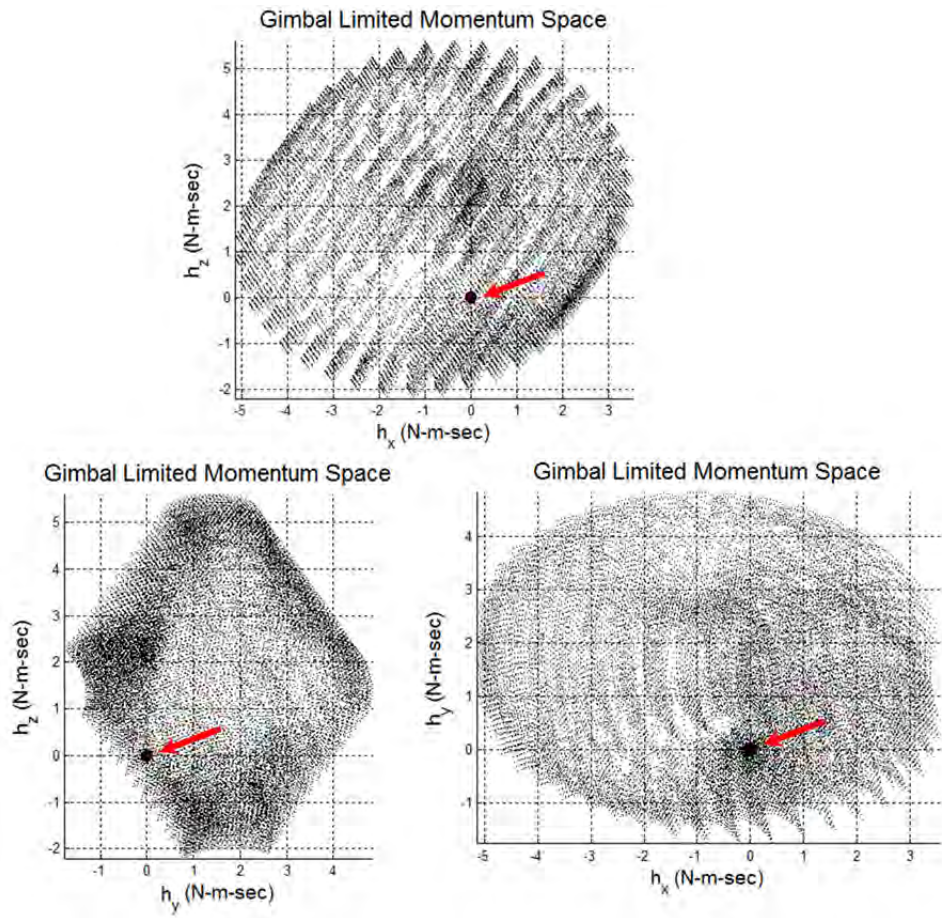 Gimbal Limited Momentum Space
5
4
3
2
1
0
-1
-2
h_z (N-m-sec)
-5 -4 -3 -2 -1 0 1 2 3
h_x (N-m-sec)
Gimbal Limited Momentum Space
5
4
3
2
1
0
-1
-2
h_z (N-m-sec)
-1 0 1 2 3 4
h_y (N-m-sec)
Gimbal Limited Momentum Space
4
3
2
1
0
-1
h_y (N-m-sec)
-5 -4 -3 -2 -1 0 1 2 3
h_x (N-m-sec)